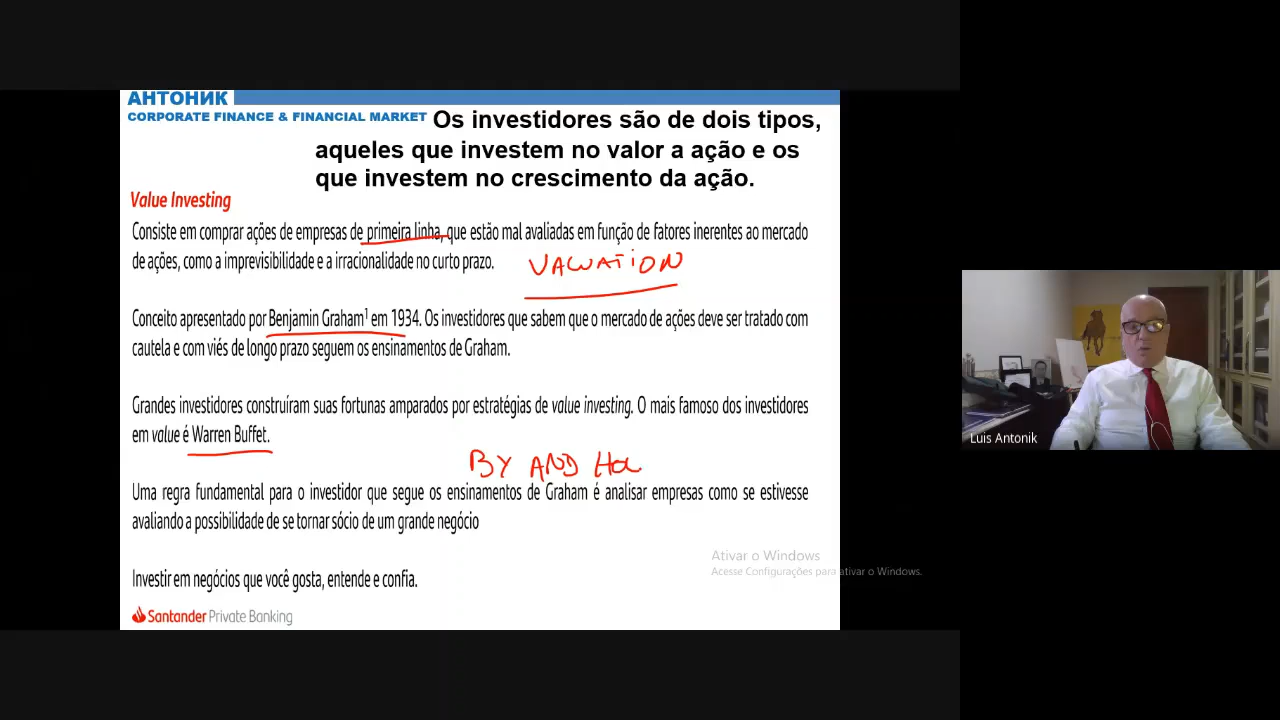 АНТОНИК
CORPORATE FINANCE & FINANCIAL MARKET
Os investidores são de dois tipos,
aqueles que investem no valor a ação e os
que investem no crescimento da ação.
Value Investing
Consiste em comprar ações de empresas de primeira linha, que estão mal avaliadas em função de fatores inerentes ao mercado
de ações, como a imprevisibilidade e a irracionalidade no curto prazo.
VALUATION
Conceito apresentado por Benjamin Graham¹ em 1934. Os investidores que sabem que o mercado de ações deve ser tratado com
cautela e com viés de longo prazo seguem os ensinamentos de Graham.
Grandes investidores construíram suas fortunas amparados por estratégias de value investing. O mais famoso dos investidores
em value é Warren Buffet.
BY AND HOL
Uma regra fundamental para o investidor que segue os ensinamentos de Graham é analisar empresas como se estivesse
avaliando a possibilidade de se tornar sócio de um grande negócio
Investir em negócios que você gosta, entende e confia.
Santander Private Banking
Ativar o Windows
Acesse Configurações para ativar o Windows.
Luis Antonik